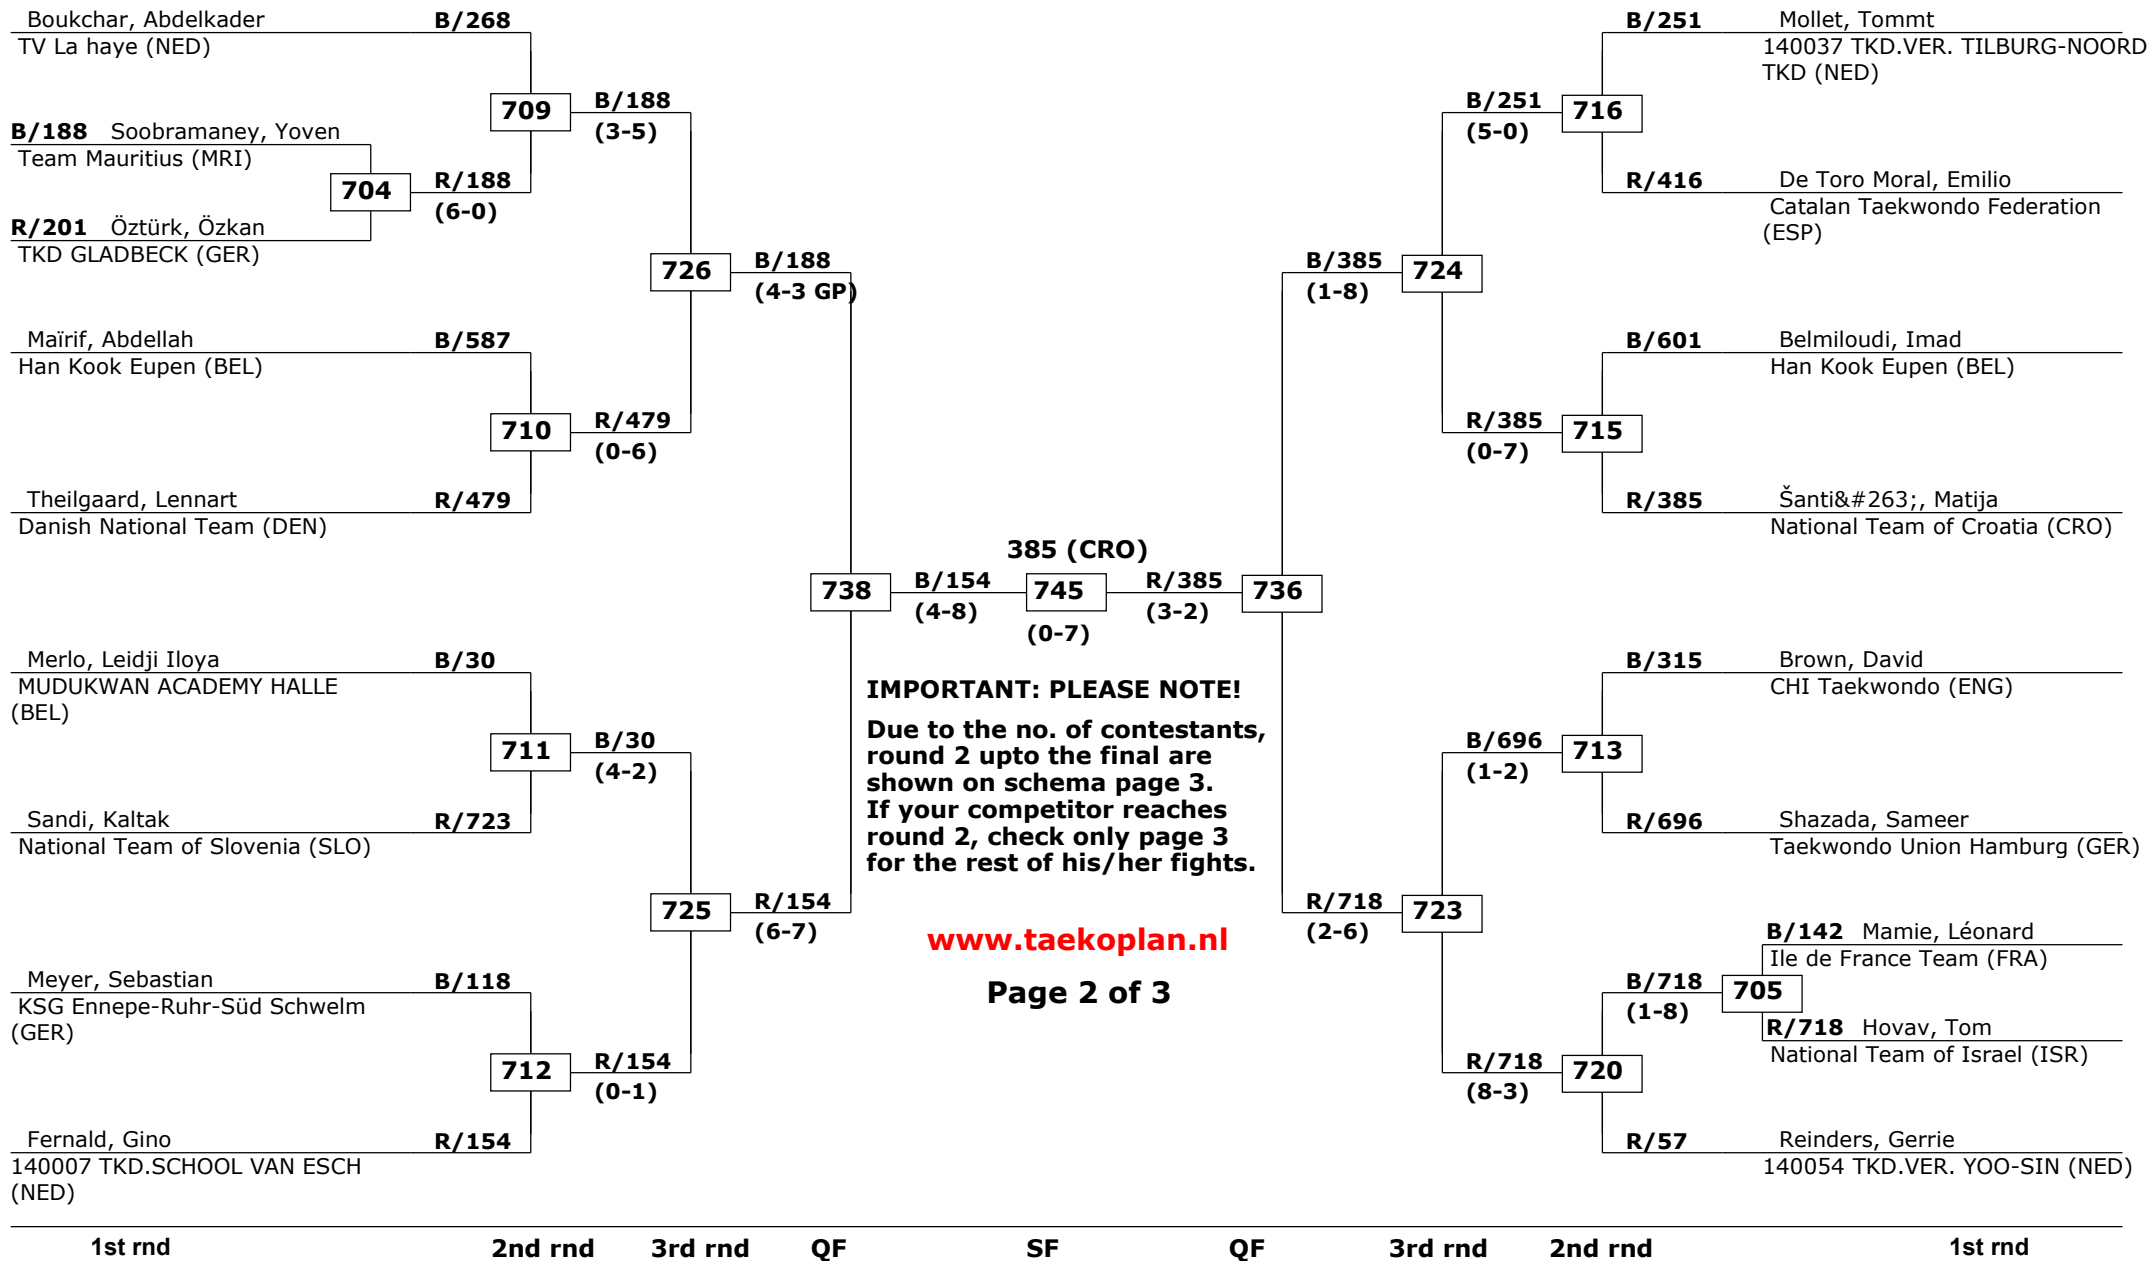 Boukchar, Abdelkader
B/268
TV La haye (NED)
709
B/188
(3-5)
B/188 Soobramaney, Yoven
Team Mauritius (MRI)
704
R/188
(6-0)
R/201 Öztürk, Özkan
TKD GLADBECK (GER)
726
B/188
(4-3 GP)
Maïrif, Abdellah
B/587
Han Kook Eupen (BEL)
710
R/479
(0-6)
Theilgaard, Lennart
R/479
Danish National Team (DEN)
738
B/154
(4-8)
Merlo, Leidji Iloya
B/30
MUDUKWAN ACADEMY HALLE
(BEL)
711
B/30
(4-2)
Sandi, Kaltak
R/723
National Team of Slovenia (SLO)
725
R/154
(6-7)
Meyer, Sebastian
B/118
KSG Ennepe-Ruhr-Süd Schwelm
(GER)
712
R/154
(0-1)
Fernald, Gino
R/154
140007 TKD.SCHOOL VAN ESCH
(NED)
385 (CRO)
745
(0-7)
IMPORTANT: PLEASE NOTE!
Due to the no. of contestants,
round 2 upto the final are
shown on schema page 3.
If your competitor reaches
round 2, check only page 3
for the rest of his/her fights.
www.taekoplan.nl
Page 2 of 3
R/385
(3-2)
736
B/251
Mollet, Tommt
140037 TKD.VER. TILBURG-NOORD
TKD (NED)
B/251
(5-0)
716
R/416
De Toro Moral, Emilio
Catalan Taekwondo Federation
(ESP)
B/385
(1-8)
724
B/601
Belmiloudi, Imad
Han Kook Eupen (BEL)
R/385
(0-7)
715
R/385
Šanti&#263;, Matija
National Team of Croatia (CRO)
B/315
Brown, David
CHI Taekwondo (ENG)
B/696
(1-2)
713
R/696
Shazada, Sameer
Taekwondo Union Hamburg (GER)
R/718
(2-6)
723
B/142 Mamie, Léonard
Ile de France Team (FRA)
B/718
(1-8)
705
R/718 Hovav, Tom
National Team of Israel (ISR)
R/718
(8-3)
720
R/57
Reinders, Gerrie
140054 TKD.VER. YOO-SIN (NED)
1st rnd 2nd rnd 3rd rnd QF SF QF 3rd rnd 2nd rnd 1st rnd